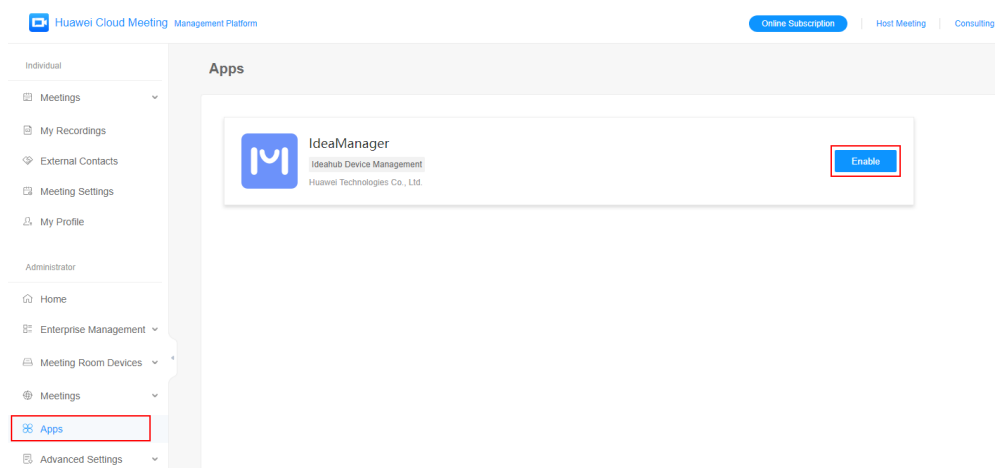 Huawei Cloud Meeting Management Platform
Online Subscription
Host Meeting
Consulting
Individual
Meetings
My Recordings
External Contacts
Meeting Settings
My Profile
Administrator
Home
Enterprise Management
Meeting Room Devices
Meetings
Apps
Advanced Settings
Apps
IdeaManager
Ideahub Device Management
Huawei Technologies Co., Ltd.
Enable